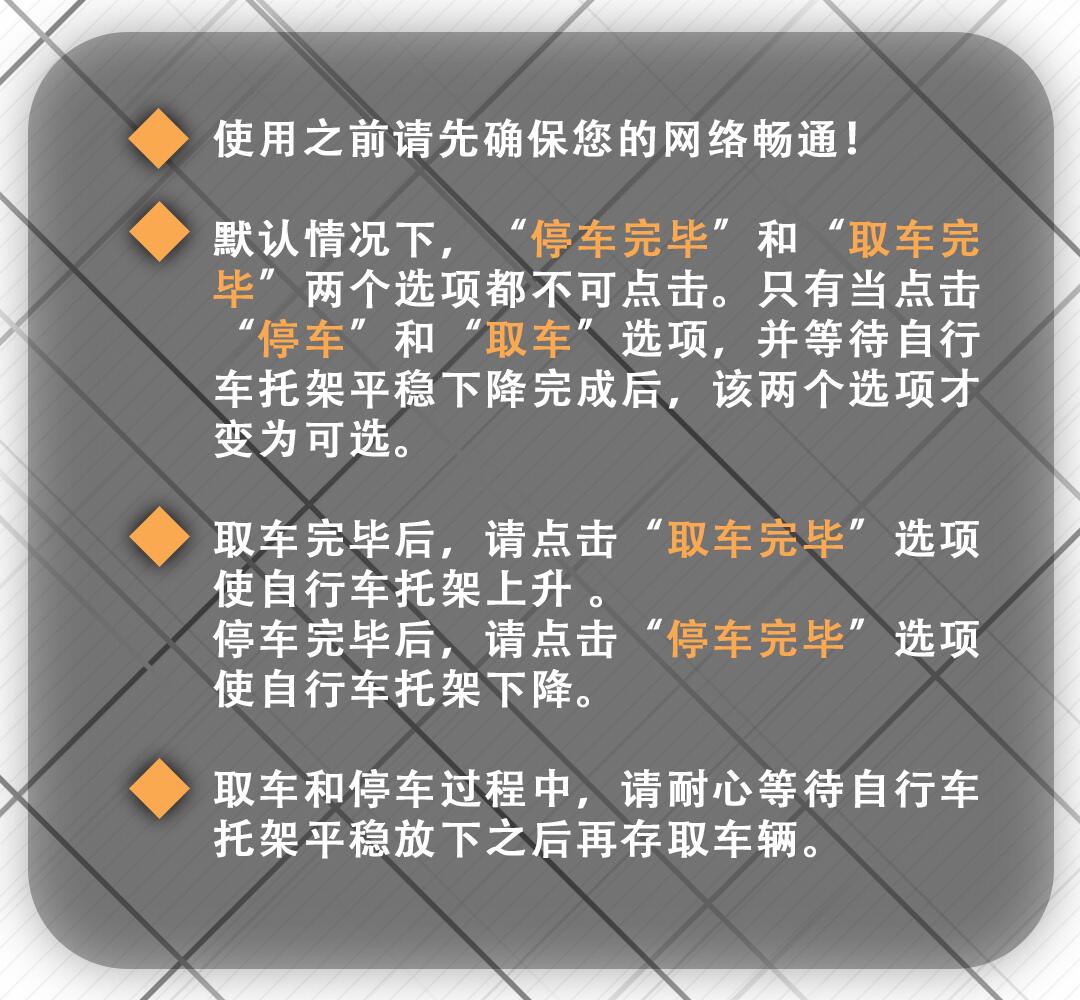 使用之前请先确保您的网络畅通！
默认情况下，“停车完毕”和“取车完
毕”两个选项都不可点击。只有当点击
“停车”和“取车”选项，并等待自行
车托架平稳下降完成后，该两个选项才
变为可选。
取车完毕后，请点击“取车完毕”选项
使自行车托架上升 。
停车完毕后，请点击“停车完毕”选项
使自行车托架下降。
取车和停车过程中，请耐心等待自行车
托架平稳放下之后再存取车辆。